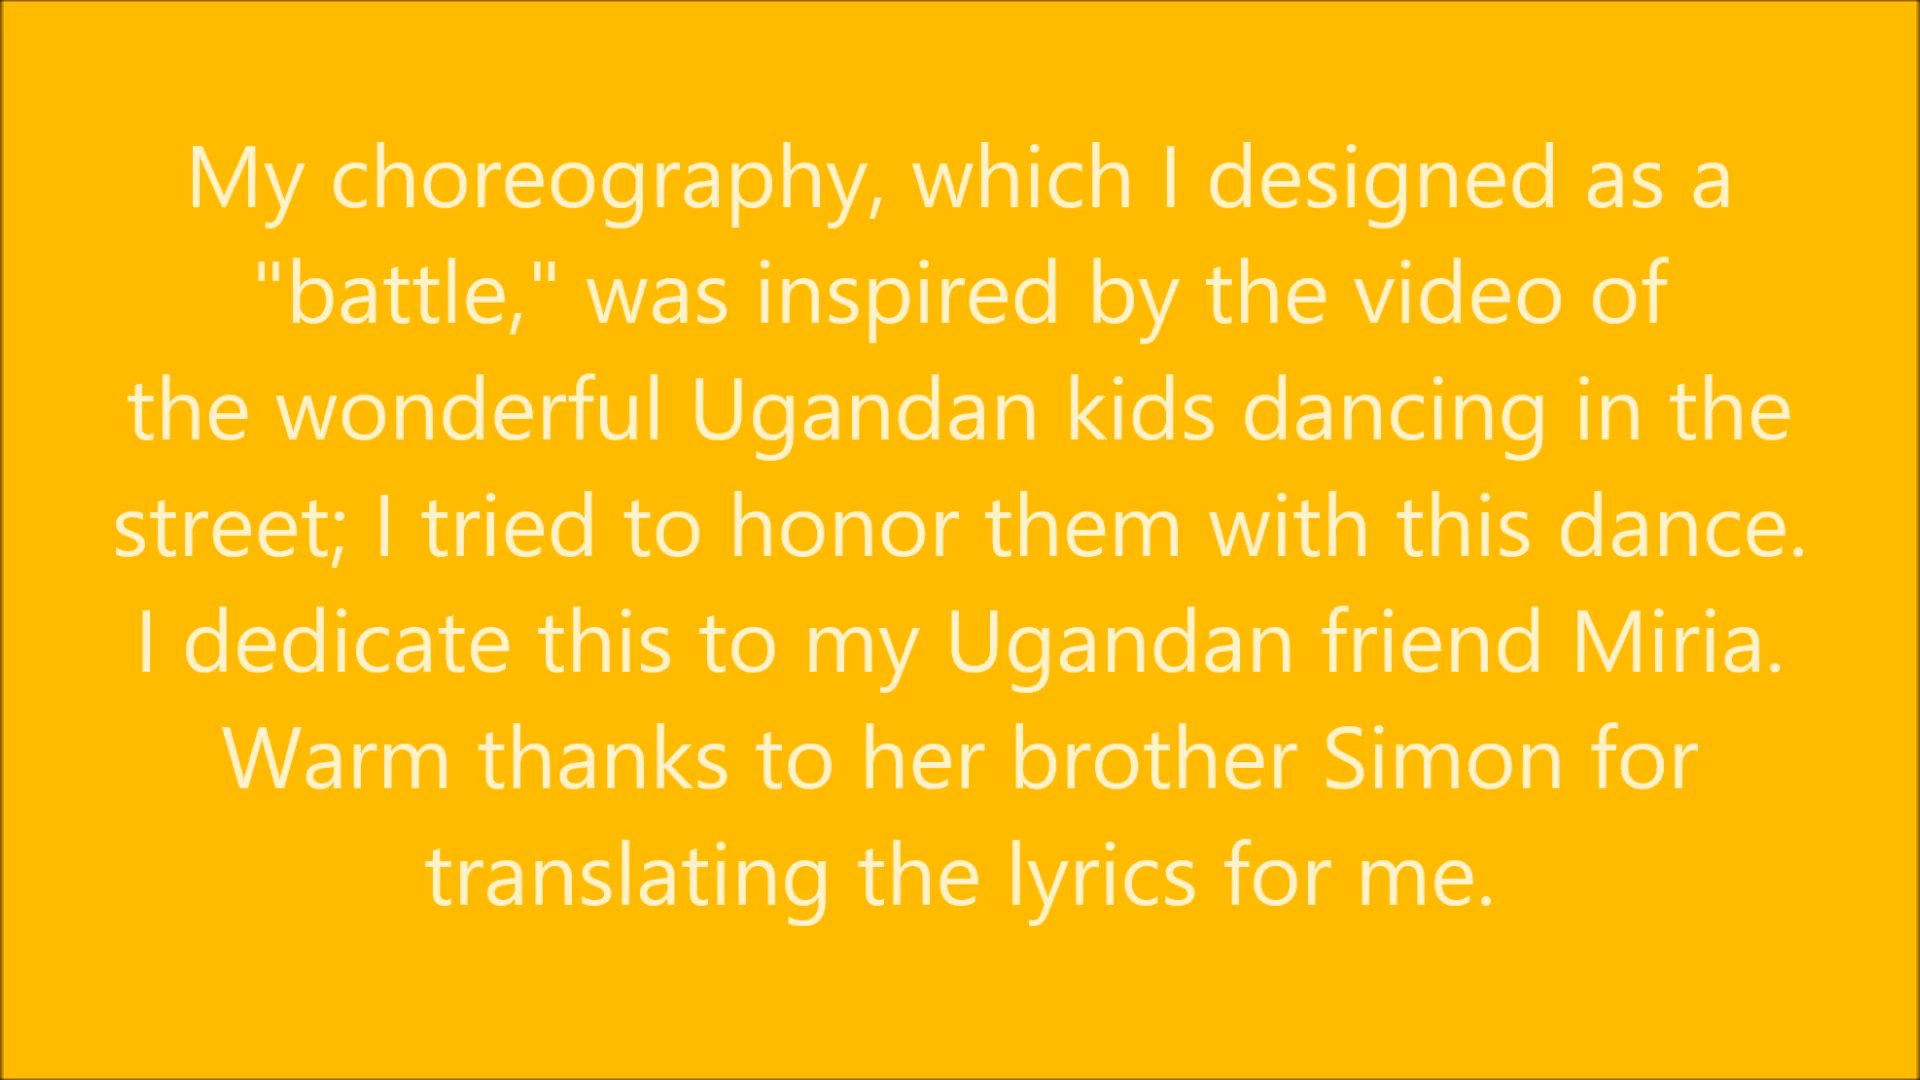 My choreography, which I designed as a
"battle," was inspired by the video of
the wonderful Ugandan kids dancing in the
street; I tried to honor them with this dance.
I dedicate this to my Ugandan friend Miria.
Warm thanks to her brother Simon for
translating the lyrics for me.